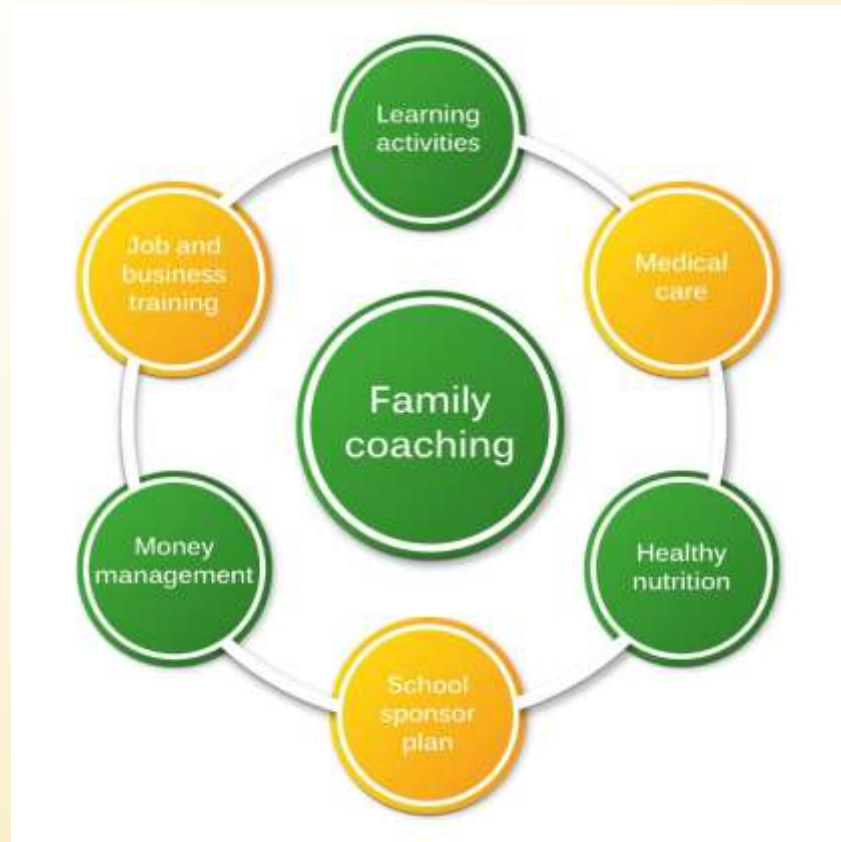 Learning
activities
Job and
business
training
Medical
care
Family
coaching
Money
management
Healthy
nutrition
School
sponsor
plan